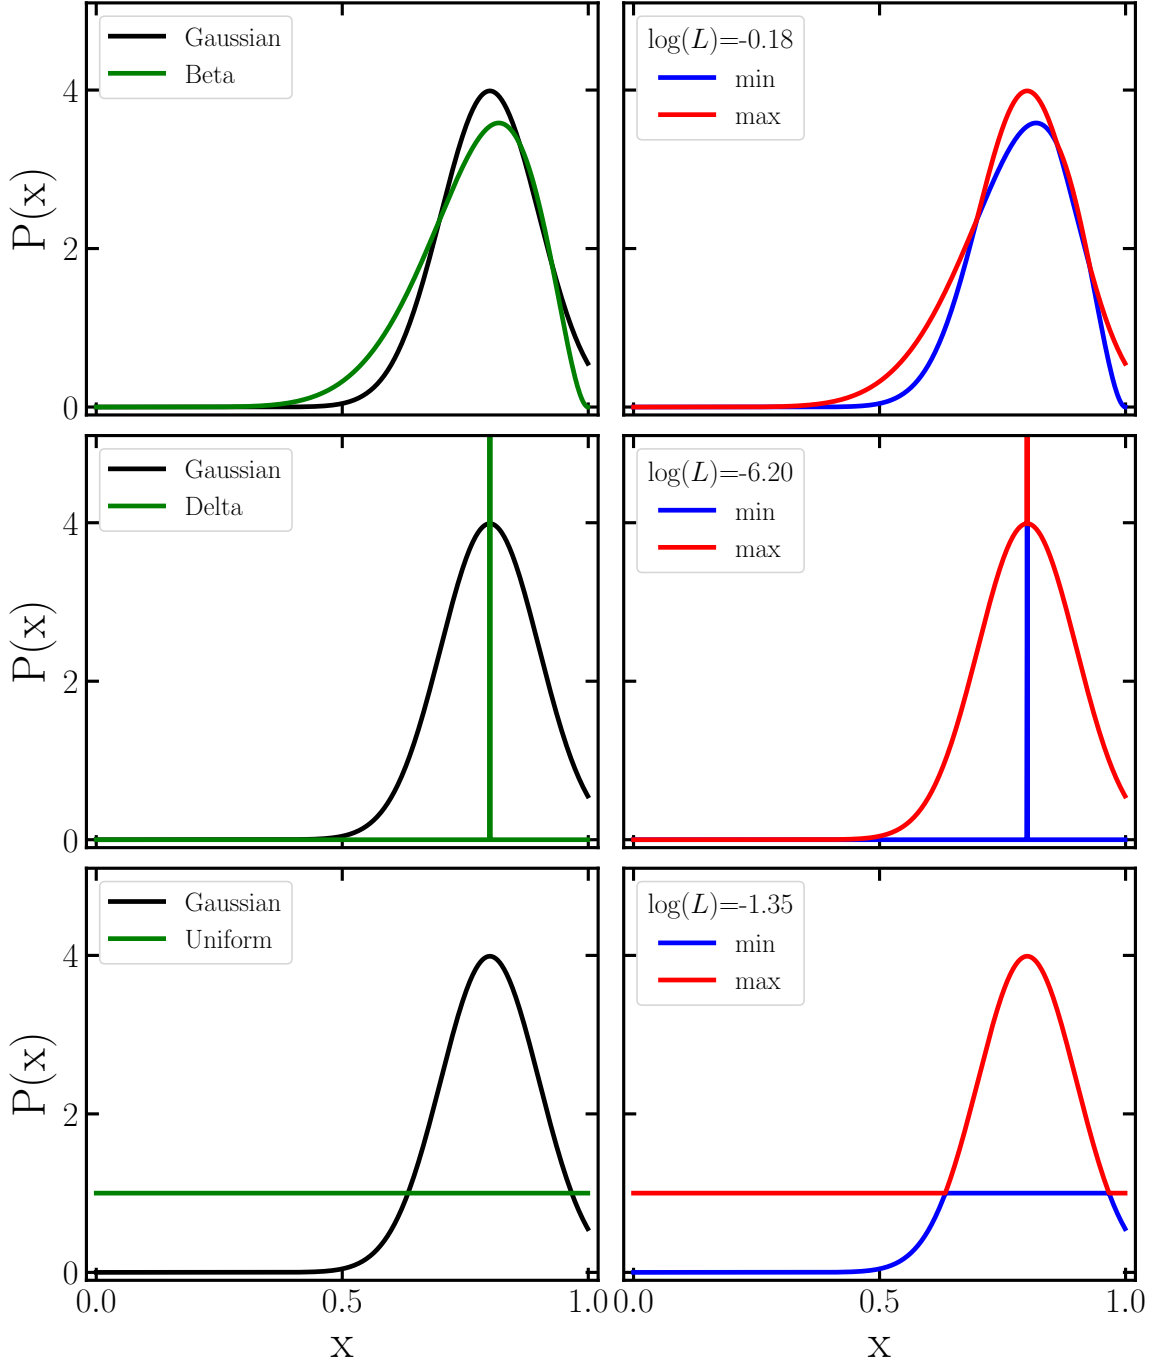 Gaussian
Beta
4
2
0
P(x)
log(L)=-0.18
min
max
Gaussian
Delta
4
2
0
P(x)
log(L)=-6.20
min
max
Gaussian
Uniform
4
2
0
P(x)
0.0
0.5
1.0
x
log(L)=-1.35
min
max
0.0
0.5
1.0
x